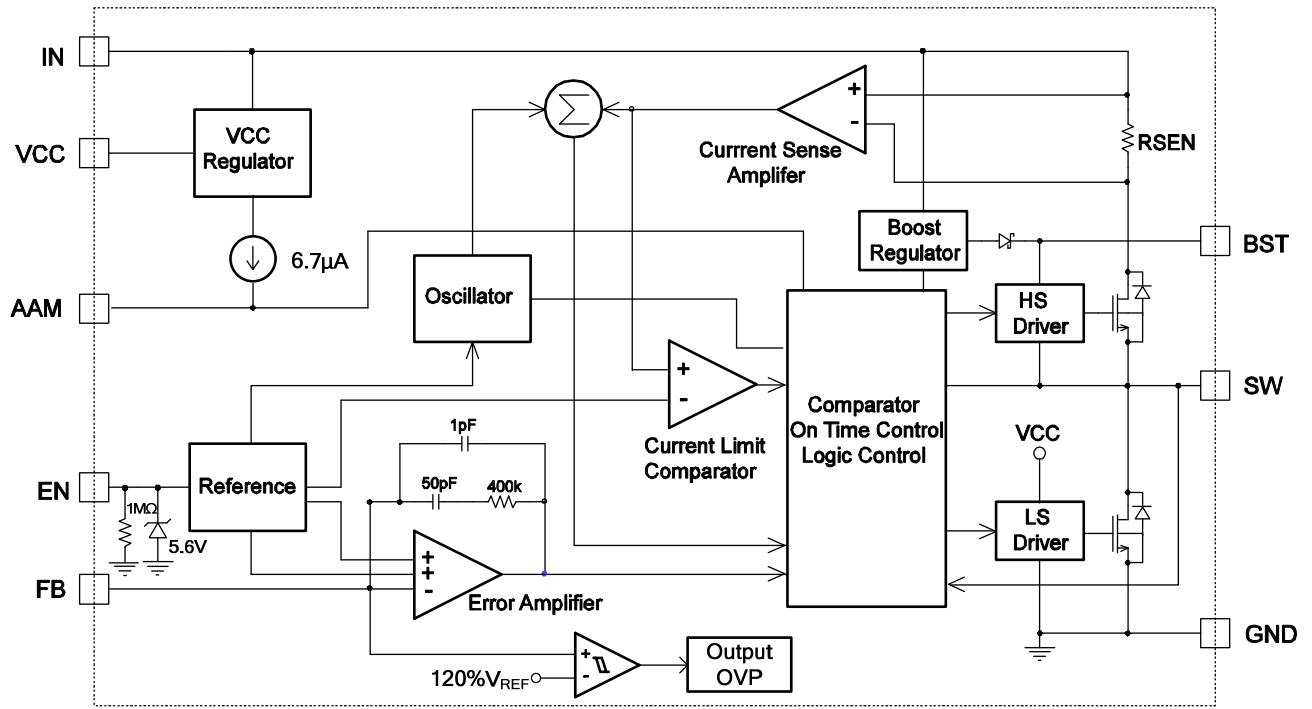 IN
VCC
Regulator
VCC
Σ
+
-
Currrent Sense
Amplifer
RSEN
Boost
Regulator
BST
6.7µA
AAM
Oscillator
HS
Driver
+
-
Current Limit
Comparator
Comparator
On Time Control
Logic Control
SW
VCC
1pF
50pF
400k
EN
Reference
1MΩ
5.6V
LS
Driver
+
+
-
Error Amplifier
FB
GND
+
-
120%VREF
Output
OVP